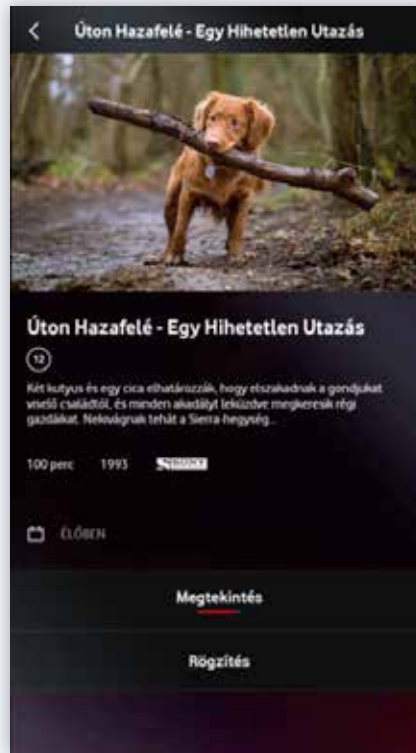 Úton Hazafelé - Egy Hihetetlen Utazás
Úton Hazafelé - Egy Hihetetlen Utazás
12
Két kutyus és egy cica elhatározzák, hogy elszakadnak a gondjukat
viselő családtól, és minden akadályt leküzdve megkeresik régi
gazdáikat. Nekivágnak tehát a Sierra-hegység...
100 perc 1993
ÉLŐBEN
Megtekintés
Rögzítés